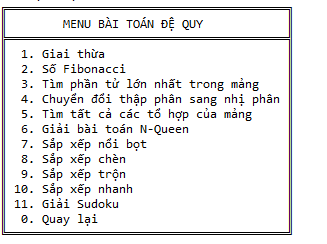 MENU BÀI TOÁN ĐỆ QUY
1. Giai thừa
2. Số Fibonacci
3. Tìm phần tử lớn nhất trong mảng
4. Chuyển đổi thập phân sang nhị phân
5. Tìm tất cả các tổ hợp của mảng
6. Giải bài toán N-Queen
7. Sắp xếp nổi bọt
8. Sắp xếp chèn
9. Sắp xếp trộn
10. Sắp xếp nhanh
11. Giải Sudoku
0. Quay lại